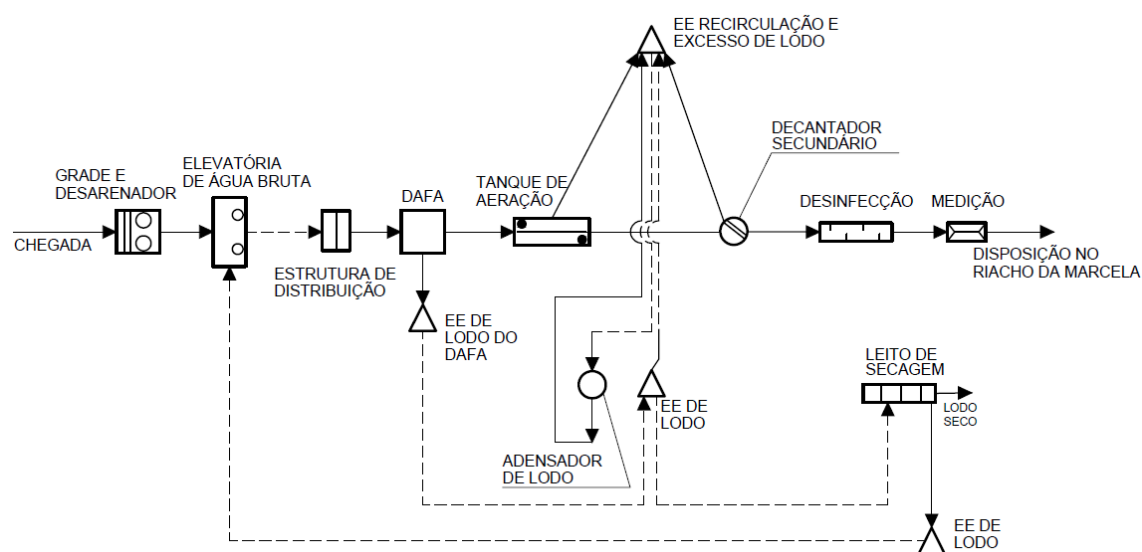 EE RECIRCULAÇÃO E
EXCESSO DE LODO
DECANTADOR
SECUNDÁRIO
GRADE E
DESARENADOR
ELEVATÓRIA
DE ÁGUA BRUTA
DAFA
TANQUE DE
AERAÇÃO
DESINFECÇÃO
MEDIÇÃO
CHEGADA
ESTRUTURA DE
DISTRIBUIÇÃO
DISPOSIÇÃO NO
RIACHO DA MARCELA
EE DE
LODO DO
DAFA
LEITO DE
SECAGEM
LODO
SECO
EE DE
LODO
ADENSADOR
DE LODO
EE DE
LODO